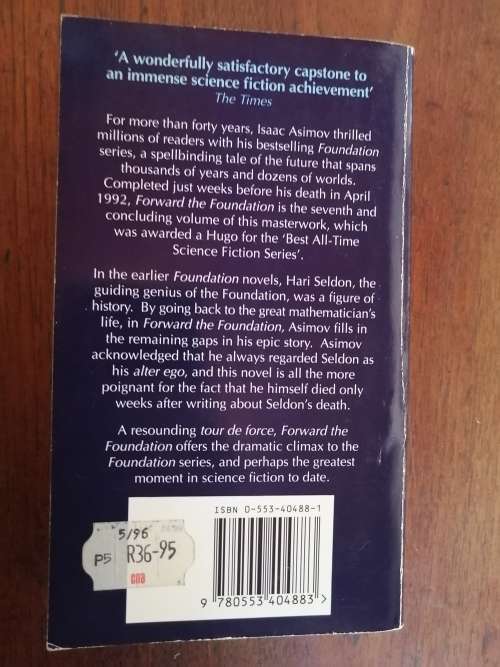 ‘A wonderfully satisfactory capstone to
an immense science fiction achievement’
The Times
For more than forty years, Isaac Asimov thrilled
millions of readers with his bestselling Foundation
series, a spellbinding tale of the future that spans
thousands of years and dozens of worlds.
Completed just weeks before his death in April
1992, Forward the Foundation is the seventh and
concluding volume of this masterwork, which
was awarded a Hugo for the ‘Best All-Time
Science Fiction Series’.
In the earlier Foundation novels, Hari Seldon, the
guiding genius of the Foundation, was a figure of
history. By going back to the great mathematician’s
life, in Forward the Foundation, Asimov fills in
the remaining gaps in his epic story. Asimov
acknowledged that he always regarded Seldon as
his alter ego, and this novel is all the more
poignant for the fact that he himself died only
weeks after writing about Seldon’s death.
A resounding tour de force, Forward the
Foundation offers the dramatic climax to the
Foundation series, and perhaps the greatest
moment in science fiction to date.
ISBN 0-553-40488-1
5/96
P5 R36-95
cna
9 780553 404883 >